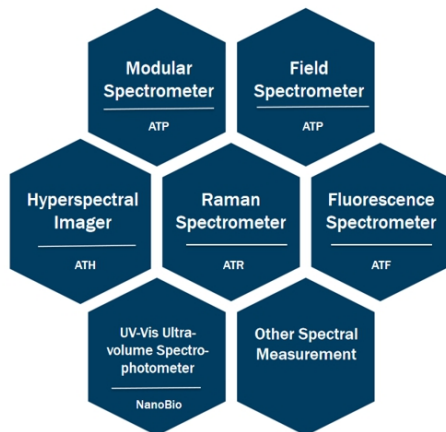 Modular
Spectrometer
ATP
Field
Spectrometer
ATP
Hyperspectral
Imager
ATH
Raman
Spectrometer
ATR
Fluorescence
Spectrometer
ATF
UV-Vis Ultra-
volume Spectro-
photometer
NanoBio
Other Spectral
Measurement